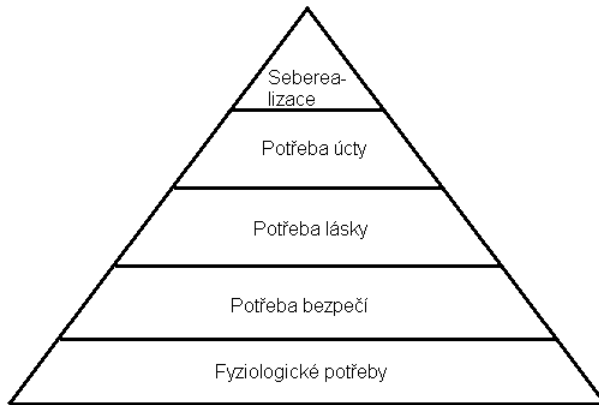 Seberea-
lizace
Potřeba úcty
Potřeba lásky
Potřeba bezpečí
Fyziologické potřeby